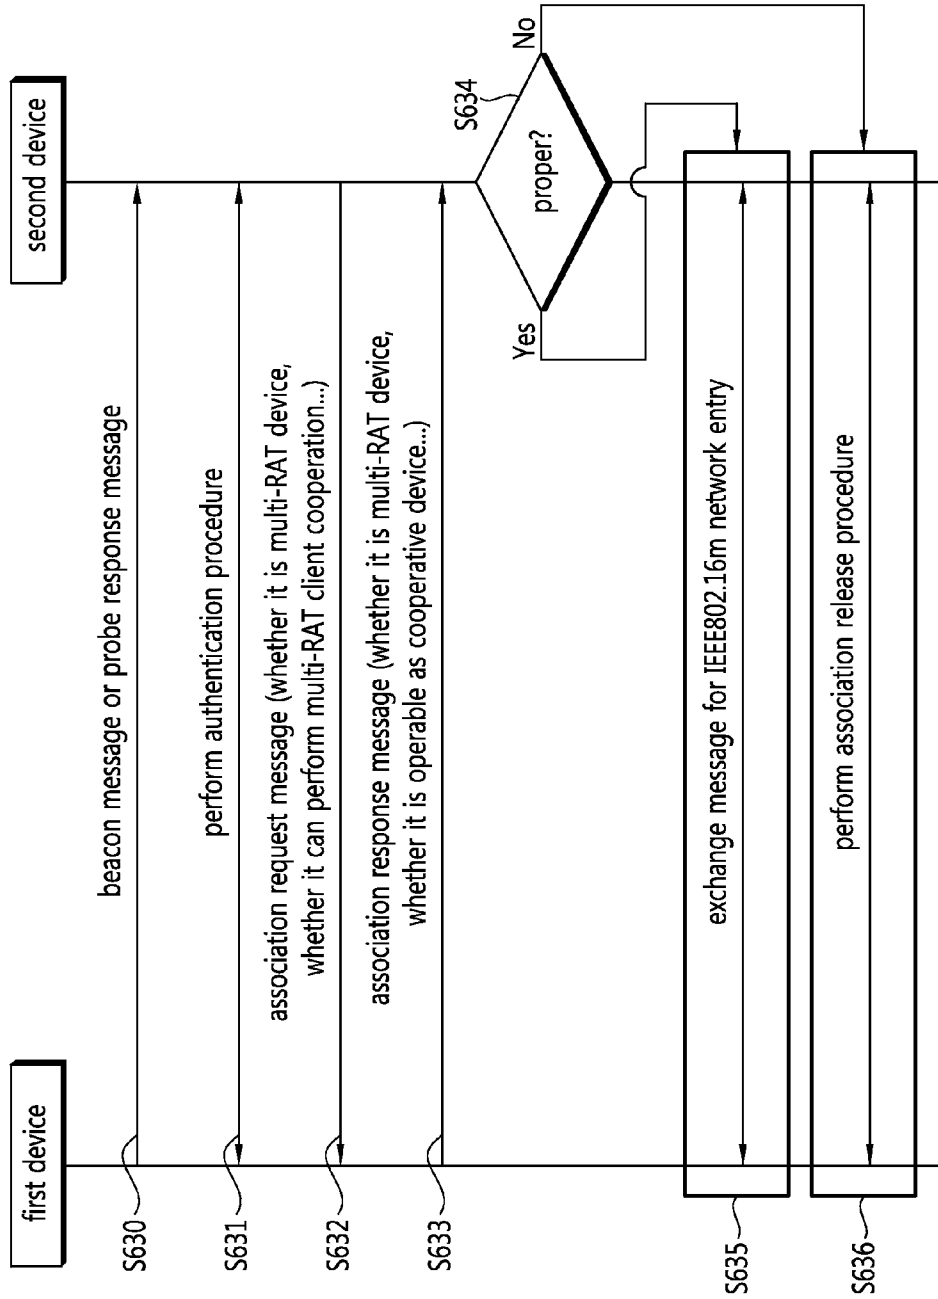 first device
second device
S630
beacon message or probe response message
S631
perform authentication procedure
S632
association request message (whether it is multi-RAT device,
whether it can perform multi-RAT client cooperation...)
S633
association response message (whether it is multi-RAT device,
whether it is operable as cooperative device...)
S634
proper?
Yes
No
S635
exchange message for IEEE802.16m network entry
S636
perform association release procedure